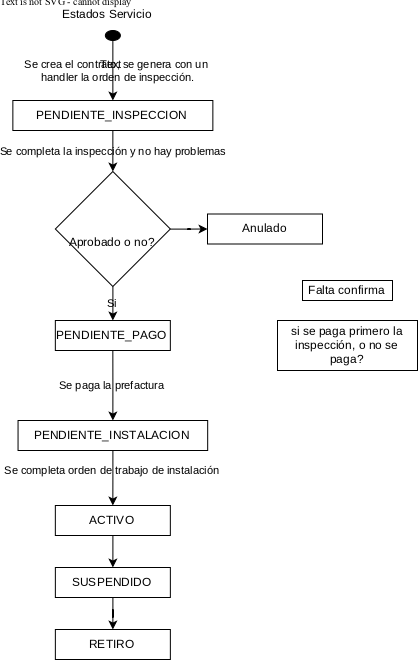 Text is not SVG - cannot display
Estados Servicio
Se crea el contrato, se genera con un
Text
handler la orden de inspección.
PENDIENTE_INSPECCION
Se completa la inspección y no hay problemas
Aprobado o no?
Anulado
Si
PENDIENTE_PAGO
Falta confirma
si se paga primero la
inspección, o no se
paga?
Se paga la prefactura
PENDIENTE_INSTALACION
Se completa orden de trabajo de instalación
ACTIVO
SUSPENDIDO
RETIRO